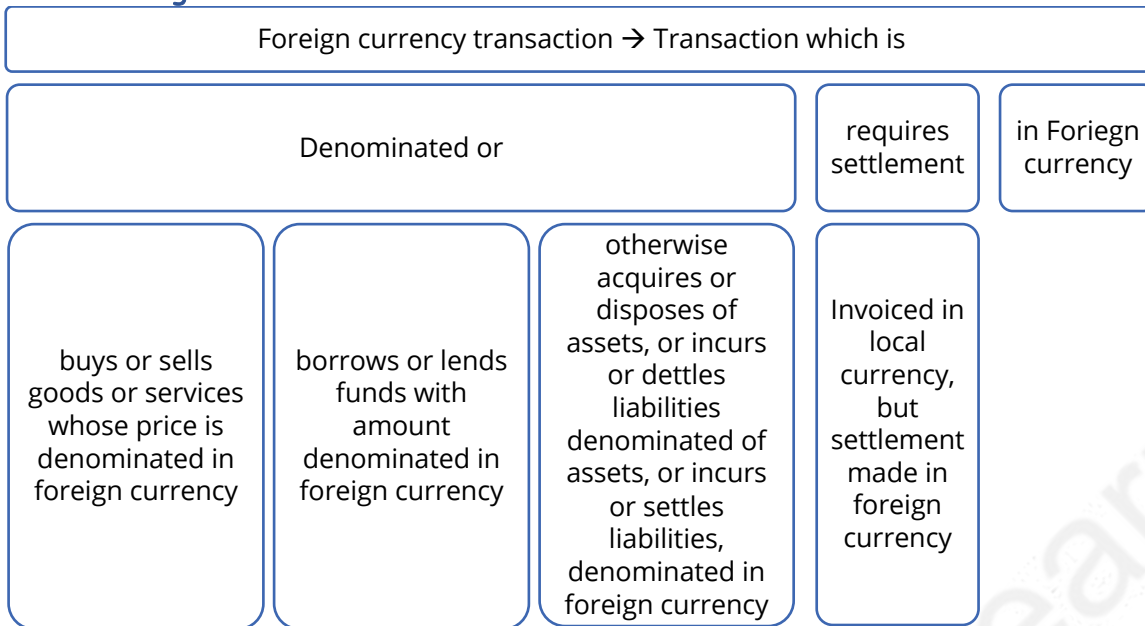 Foreign currency transaction → Transaction which is
Denominated or
requires
settlement
in Foriegn
currency
buys or sells
goods or services
whose price is
denominated in
foreign currency
borrows or lends
funds with
amount
denominated in
foreign currency
otherwise
acquires or
disposes of
assets, or incurs
or dettles
liabilities
denominated of
assets, or incurs
or settles
liabilities,
denominated in
foreign currency
Invoiced in
local
currency,
but
settlement
made in
foreign
currency